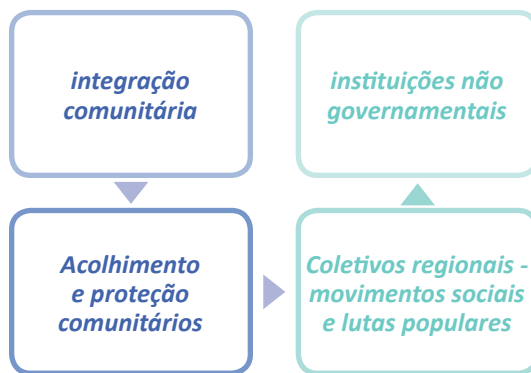 integração
comunitária
Acolhimento
e proteção
comunitários
Coletivos regionais -
movimentos sociais
e lutas populares
instituições não
governamentais